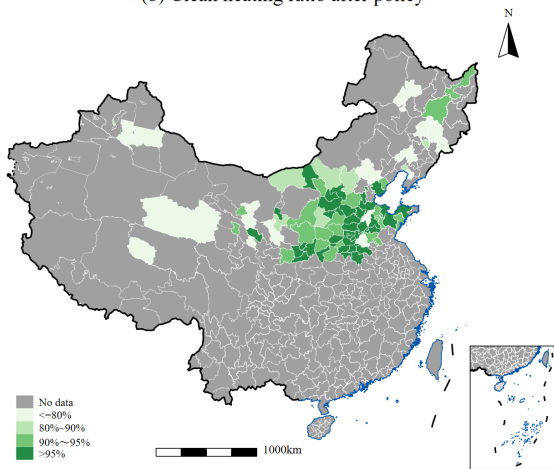 (b) Clean heating ratio after policy
N
No data
<=80%
80%~90%
90%～95%
>95%
1000km